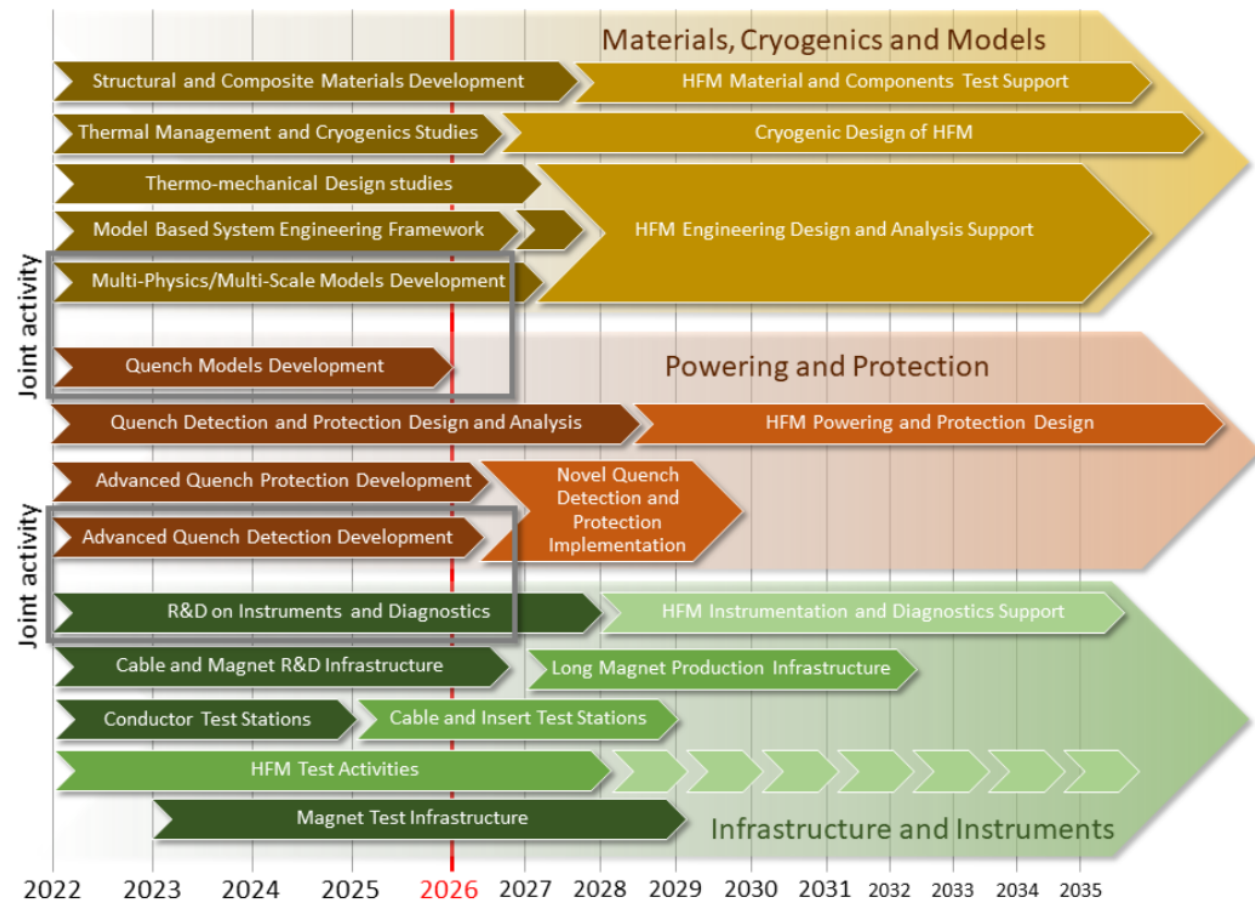 Materials, Cryogenics and Models
Structural and Composite Materials Development
HFM Material and Components Test Support
Thermal Management and Cryogenics Studies
Cryogenic Design of HFM
Thermo-mechanical Design studies
Model Based System Engineering Framework
HFM Engineering Design and Analysis Support
Multi-Physics/Multi-Scale Models Development
Joint activity
Quench Models Development
Powering and Protection
Quench Detection and Protection Design and Analysis
HFM Powering and Protection Design
Advanced Quench Protection Development
Novel Quench
Detection and
Protection
Implementation
Advanced Quench Detection Development
Joint activity
R&D on Instruments and Diagnostics
HFM Instrumentation and Diagnostics Support
Cable and Magnet R&D Infrastructure
Long Magnet Production Infrastructure
Conductor Test Stations
Cable and Insert Test Stations
HFM Test Activities
Magnet Test Infrastructure
Infrastructure and Instruments
2022 2023 2024 2025 2026 2027 2028 2029 2030 2031 2032 2033 2034 2035